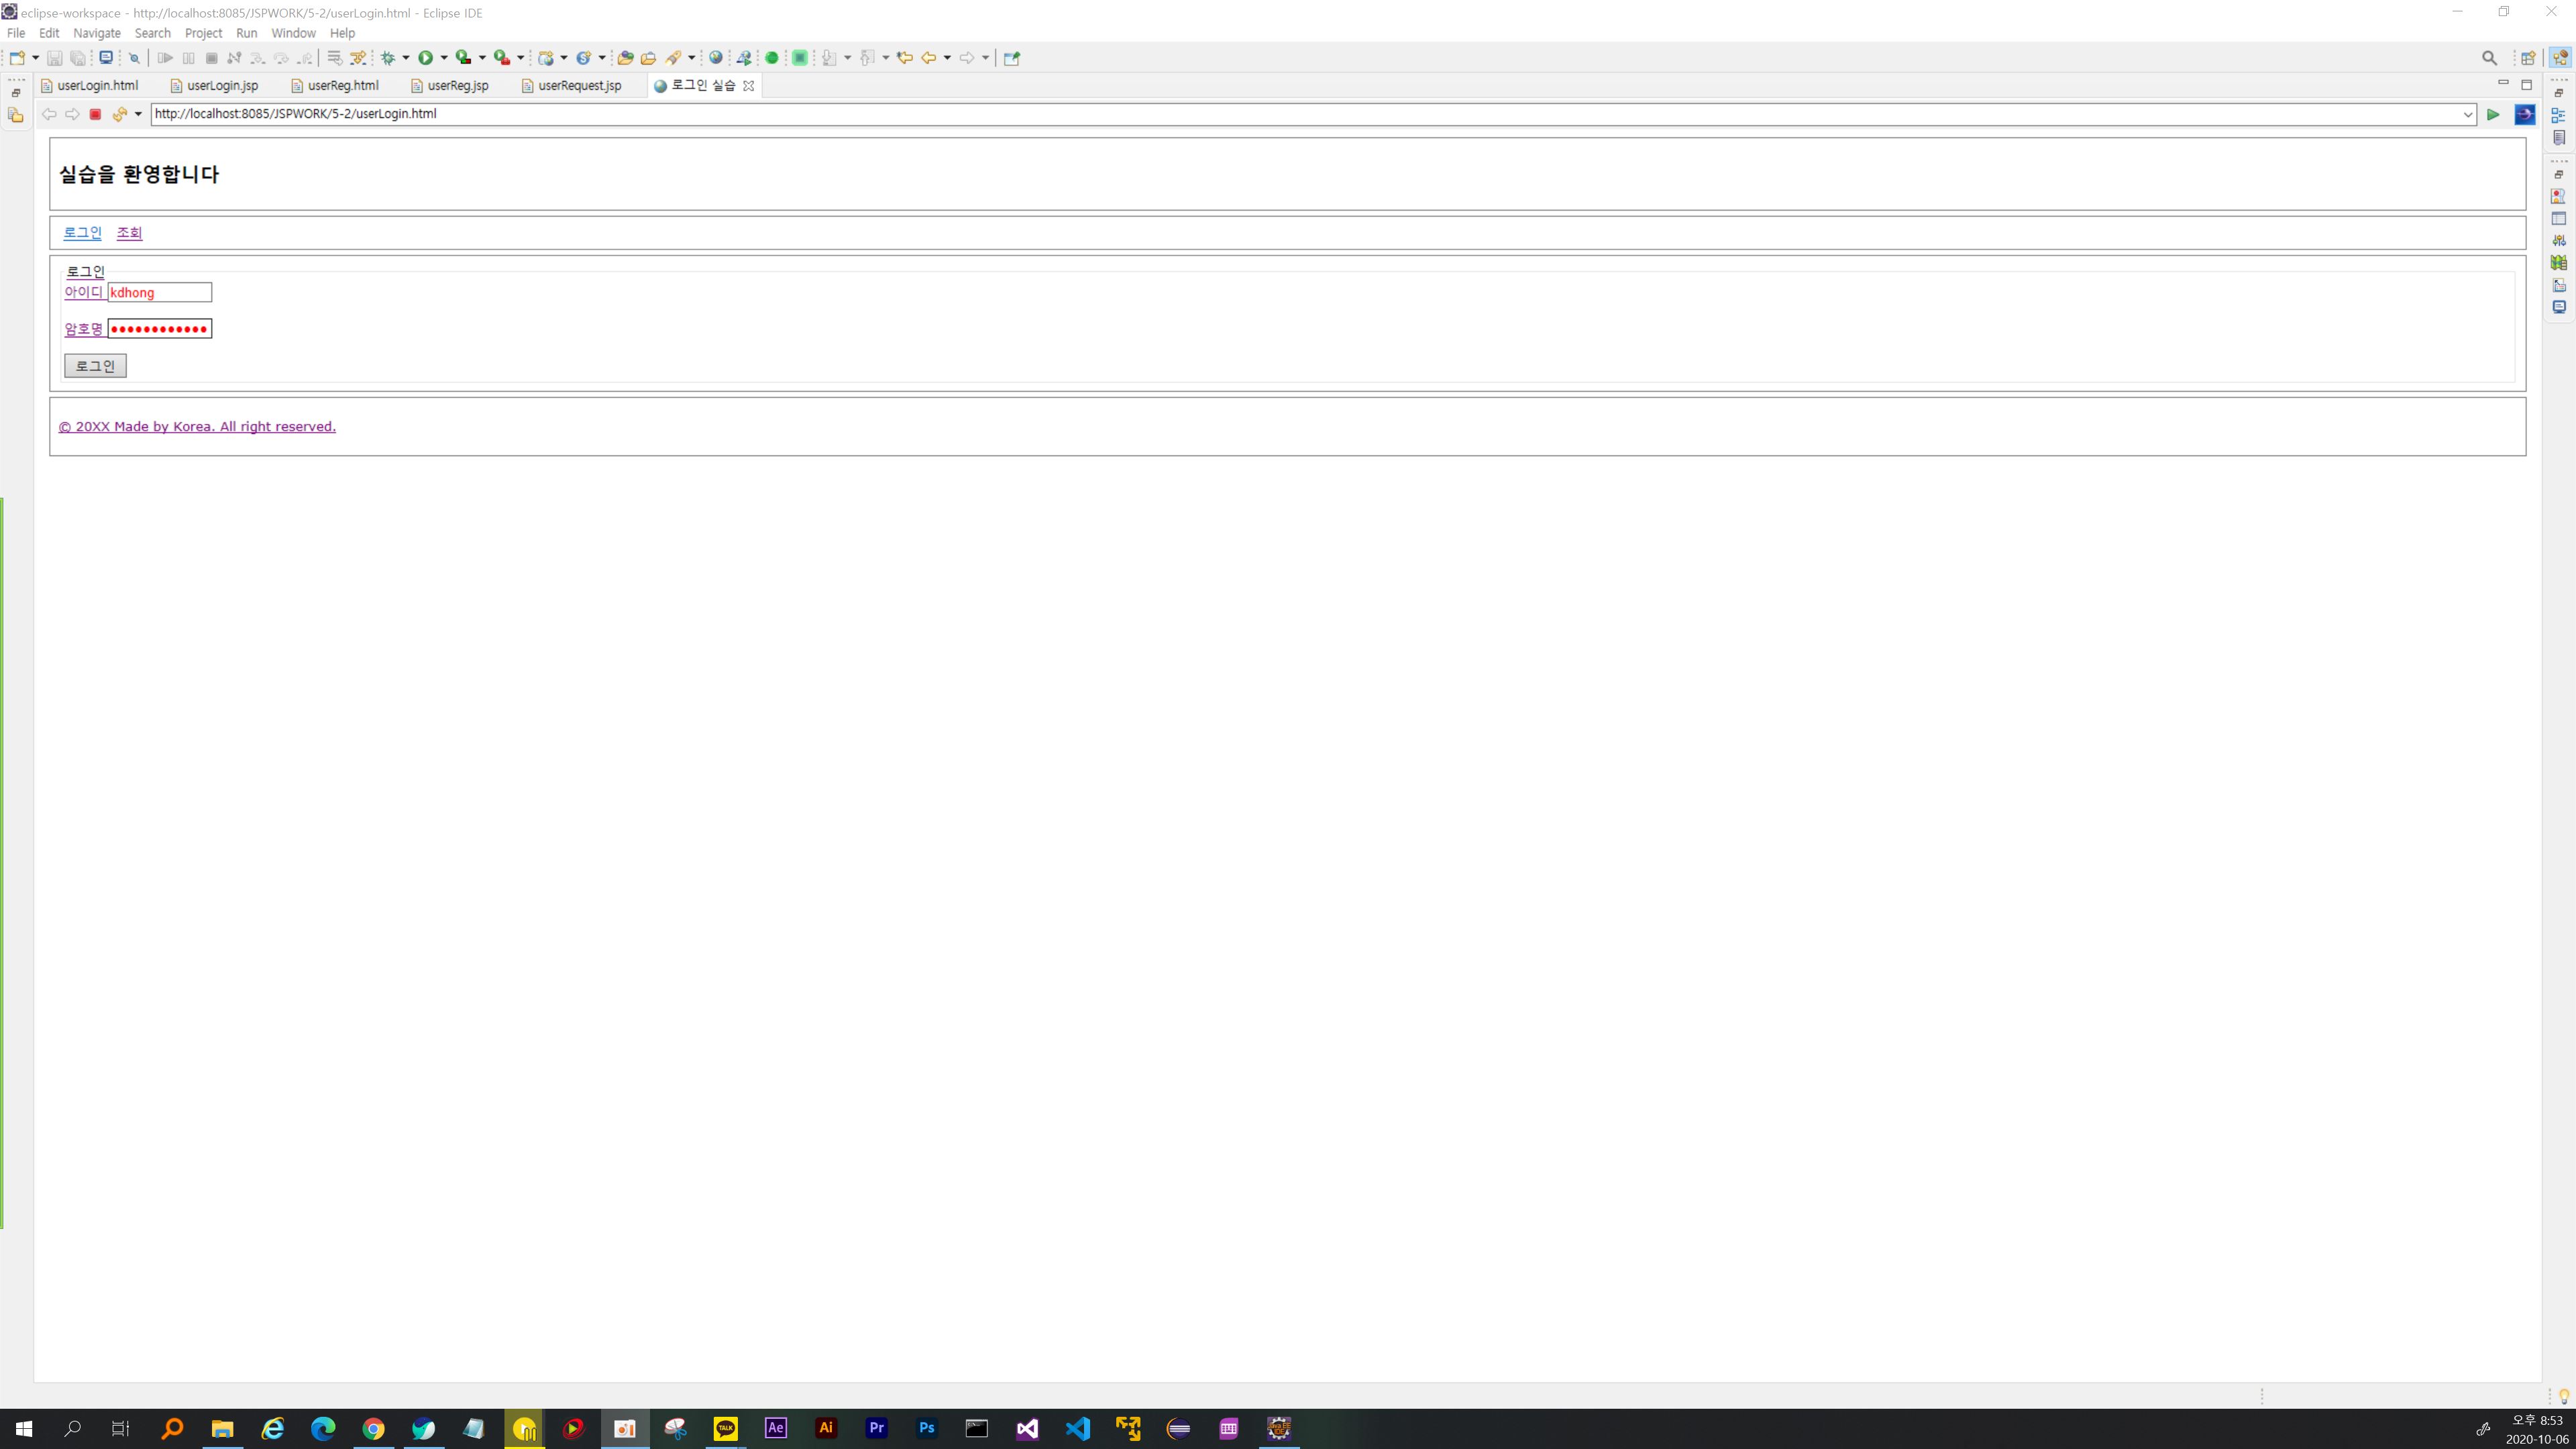 eclipse-workspace - http://localhost:8085/JSPWORK/5-2/userLogin.html - Eclipse IDE
File Edit Navigate Search Project Run Window Help
userLogin.html userLogin.jsp userReg.html userReg.jsp userRequest.jsp 로그인 실습
http://localhost:8085/JSPWORK/5-2/userLogin.html
실습을 환영합니다
로그인 조회
로그인
아이디 kdhong
암호명 ••••••••••••
로그인
© 20XX Made by Korea. All right reserved.
TALK Ae Ai Pr Ps
오후 8:53
2020-10-06